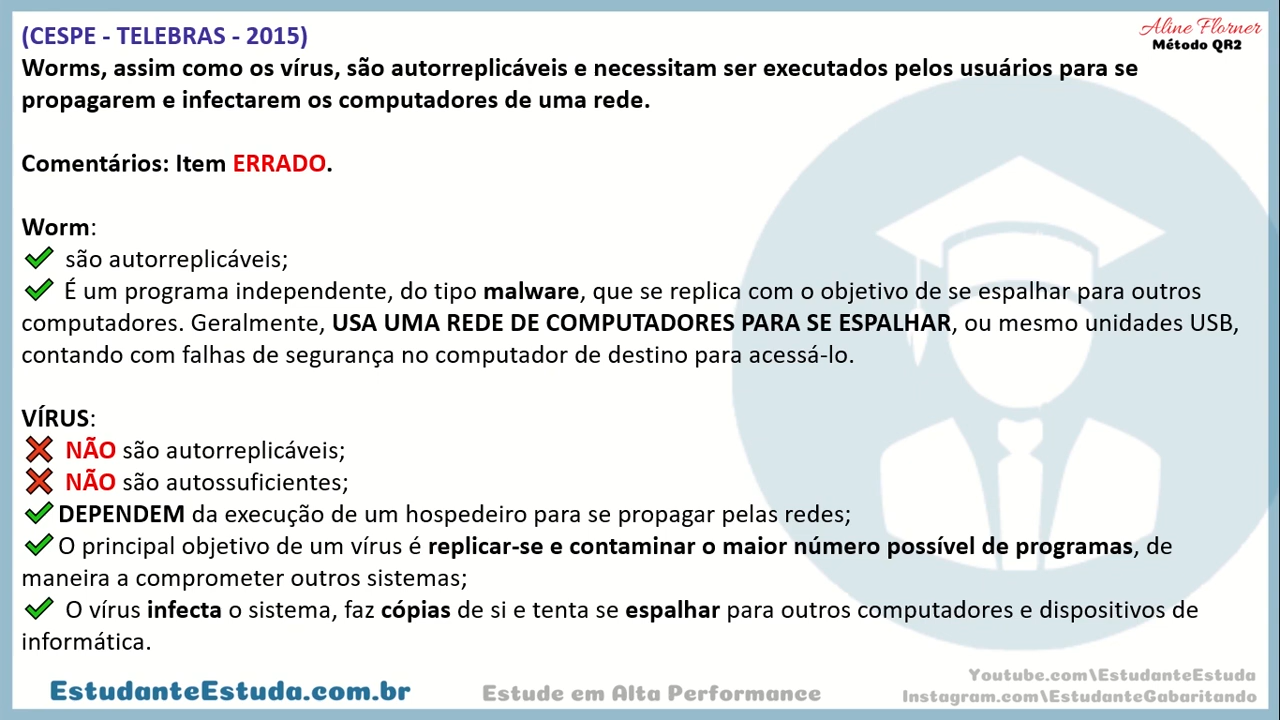 (CESPE - TELEBRAS - 2015)
Aline Florner
Método QR2
Worms, assim como os vírus, são autorreplicáveis e necessitam ser executados pelos usuários para se
propagarem e infectarem os computadores de uma rede.
Comentários: Item ERRADO.
Worm:
são autorreplicáveis;
É um programa independente, do tipo malware, que se replica com o objetivo de se espalhar para outros
computadores. Geralmente, USA UMA REDE DE COMPUTADORES PARA SE ESPALHAR, ou mesmo unidades USB,
contando com falhas de segurança no computador de destino para acessá-lo.
VÍRUS:
NÃO são autorreplicáveis;
NÃO são autossuficientes;
DEPENDEM da execução de um hospedeiro para se propagar pelas redes;
O principal objetivo de um vírus é replicar-se e contaminar o maior número possível de programas, de
maneira a comprometer outros sistemas;
O vírus infecta o sistema, faz cópias de si e tenta se espalhar para outros computadores e dispositivos de
informática.
EstudanteEstuda.com.br
Estude em Alta Performance
Youtube.com\EstudanteEstuda
Instagram.com\EstudanteGabaritando